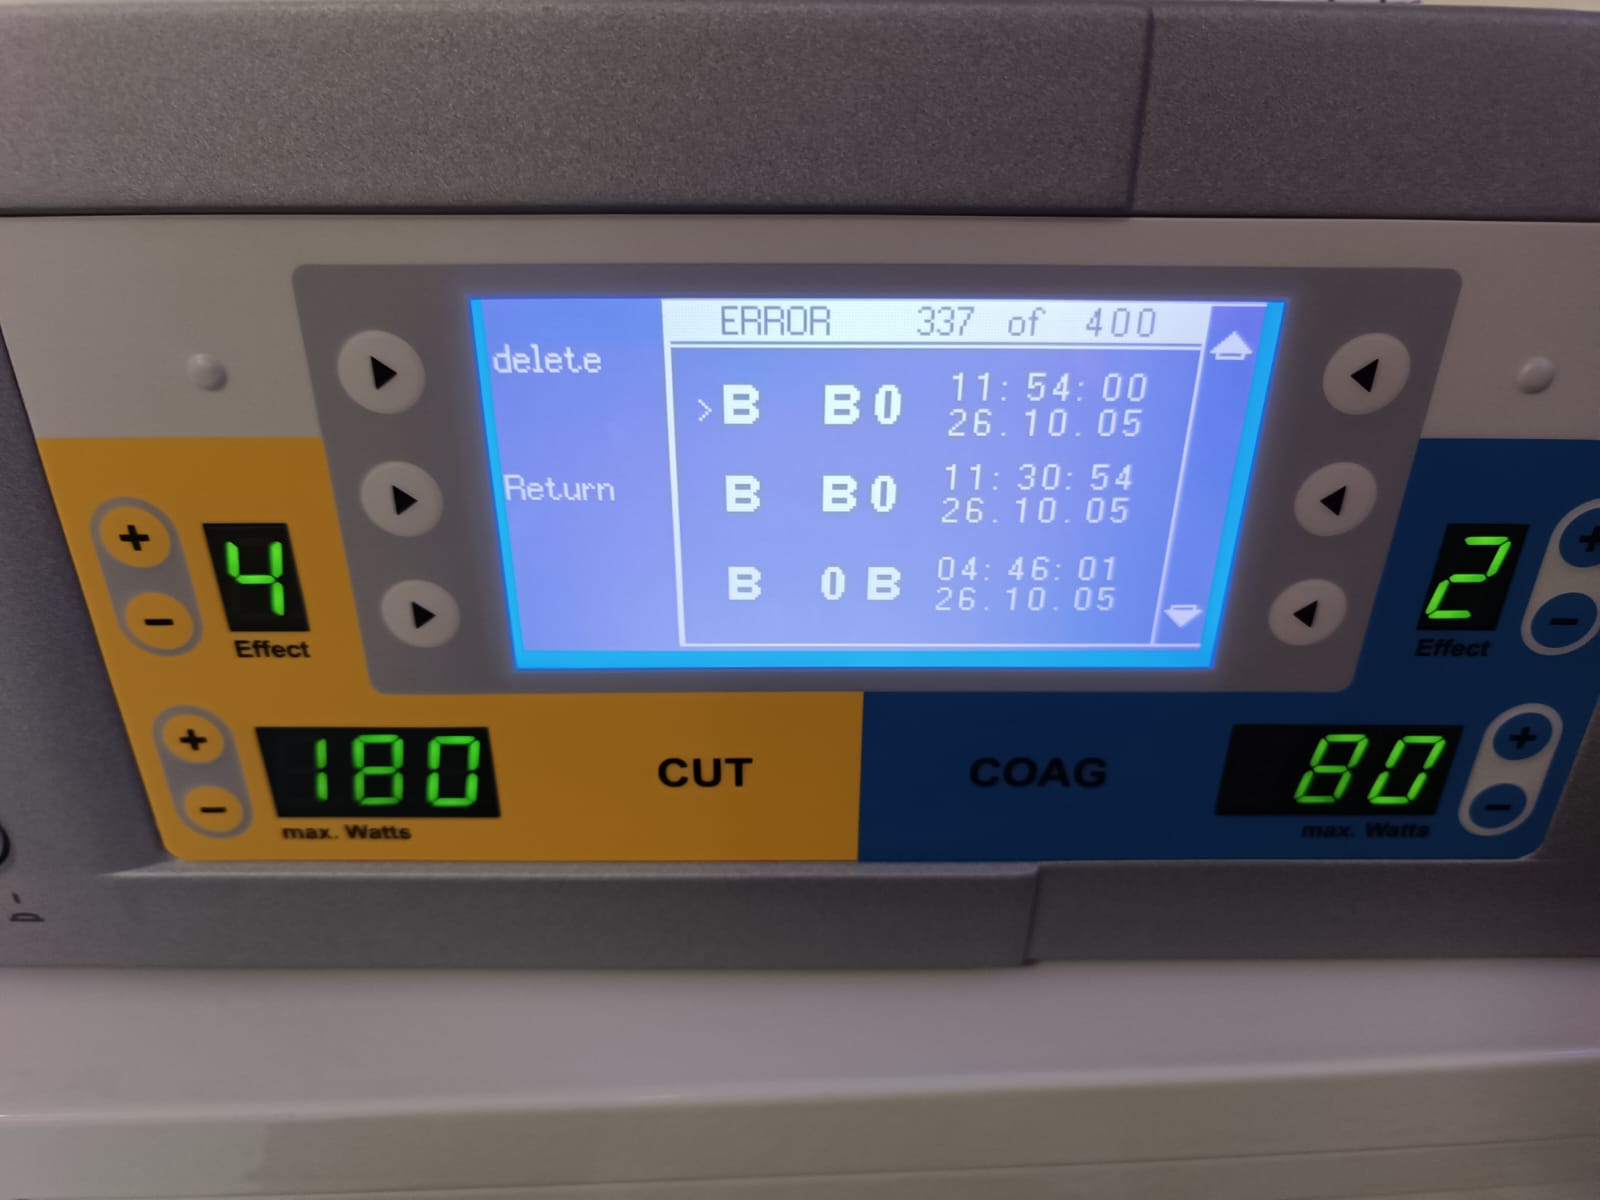 ERROR 337 of 400
delete
>B B0 11:54:00
26.10.05
Return
B B0 11:30:54
26.10.05
B 0B 04:46:01
26.10.05
+
-
4
Effect
+
-
2
Effect
+
-
180
max. Watts
CUT
COAG
80
max. Watts
+
-